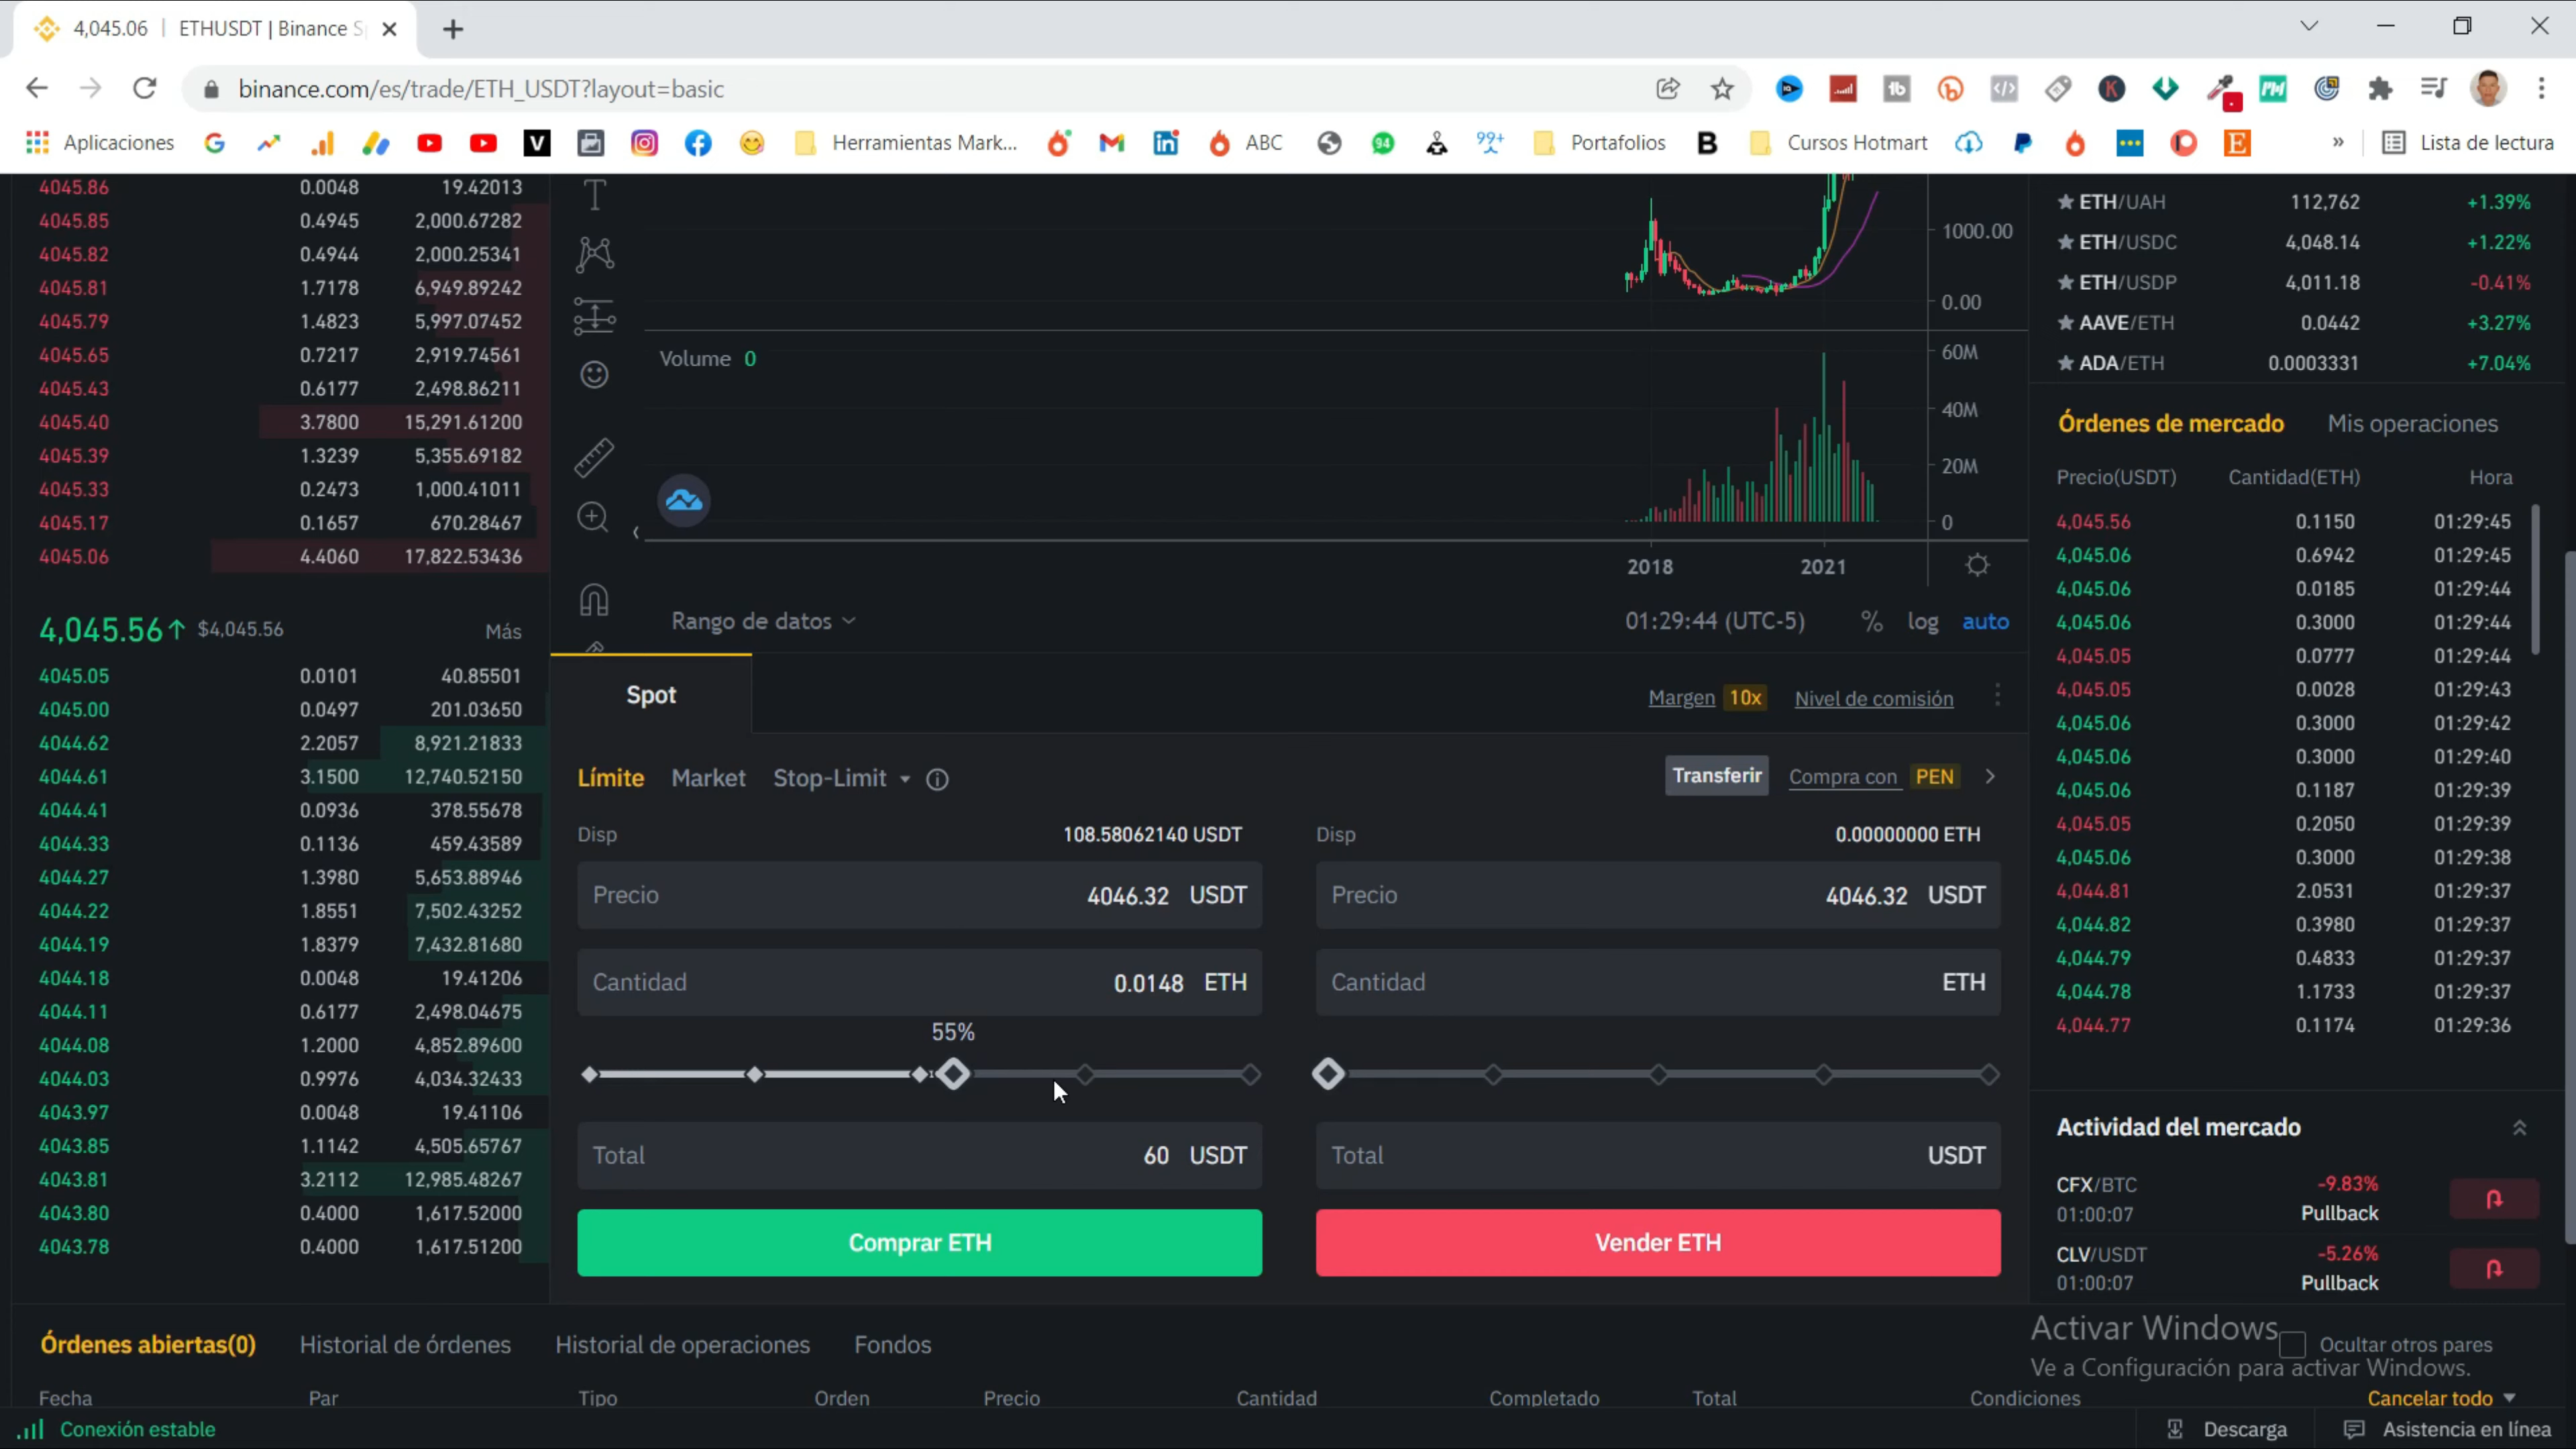 4,045.06 | ETHUSDT | Binance S
binance.com/es/trade/ETH_USDT?layout=basic
Aplicaciones
Herramientas Mark...
ABC
94
99+
Portafolios
Cursos Hotmart
Lista de lectura
4045.86 0.0048 19.42013
4045.85 0.4945 2,000.67282
4045.82 0.4944 2,000.25341
4045.81 1.7178 6,949.89242
4045.79 1.4823 5,997.07452
4045.65 0.7217 2,919.74561
4045.43 0.6177 2,498.86211
4045.40 3.7800 15,291.61200
4045.39 1.3239 5,355.69182
4045.33 0.2473 1,000.41011
4045.17 0.1657 670.28467
4045.06 4.4060 17,822.53436
4,045.56↑ $4,045.56 Más
4045.05 0.0101 40.85501
4045.00 0.0497 201.03650
4044.62 2.2057 8,921.21833
4044.61 3.1500 12,740.52150
4044.41 0.0936 378.55678
4044.33 0.1136 459.43589
4044.27 1.3980 5,653.88946
4044.22 1.8551 7,502.43252
4044.19 1.8379 7,432.81680
4044.18 0.0048 19.41206
4044.11 0.6177 2,498.04675
4044.08 1.2000 4,852.89600
4044.03 0.9976 4,034.32433
4043.97 0.0048 19.41106
4043.85 1.1142 4,505.65767
4043.81 3.2112 12,985.48267
4043.80 0.4000 1,617.52000
4043.78 0.4000 1,617.51200
1000.00
0.00
Volume 0
60M
40M
20M
0
2018 2021
Rango de datos
01:29:44 (UTC-5) % log auto
Spot
Margen 10x Nivel de comisión
Límite Market Stop-Limit
Transferir Compra con PEN
Disp 108.58062140 USDT
Precio 4046.32 USDT
Cantidad 0.0148 ETH
55%
Total 60 USDT
Comprar ETH
Disp 0.00000000 ETH
Precio 4046.32 USDT
Cantidad ETH
Total USDT
Vender ETH
ETH/UAH 112,762 +1.39%
ETH/USDC 4,048.14 +1.22%
ETH/USDP 4,011.18 -0.41%
AAVE/ETH 0.0442 +3.27%
ADA/ETH 0.0003331 +7.04%
Órdenes de mercado Mis operaciones
Precio(USDT) Cantidad(ETH) Hora
4,045.56 0.1150 01:29:45
4,045.06 0.6942 01:29:45
4,045.06 0.0185 01:29:44
4,045.06 0.3000 01:29:44
4,045.05 0.0777 01:29:44
4,045.05 0.0028 01:29:43
4,045.06 0.3000 01:29:42
4,045.06 0.3000 01:29:40
4,045.06 0.1187 01:29:39
4,045.05 0.2050 01:29:39
4,045.06 0.3000 01:29:38
4,044.81 2.0531 01:29:37
4,044.82 0.3980 01:29:37
4,044.79 0.4833 01:29:37
4,044.78 1.1733 01:29:37
4,044.77 0.1174 01:29:36
Actividad del mercado
CFX/BTC -9.83%
01:00:07 Pullback
CLV/USDT -5.26%
01:00:07 Pullback
Órdenes abiertas(0) Historial de órdenes Historial de operaciones Fondos
Ocultar otros pares
Activar Windows
Ve a Configuración para activar Windows.
Fecha Par Tipo Orden Precio Cantidad Completado Total Condiciones Cancelar todo
Conexión estable
Descarga Asistencia en línea